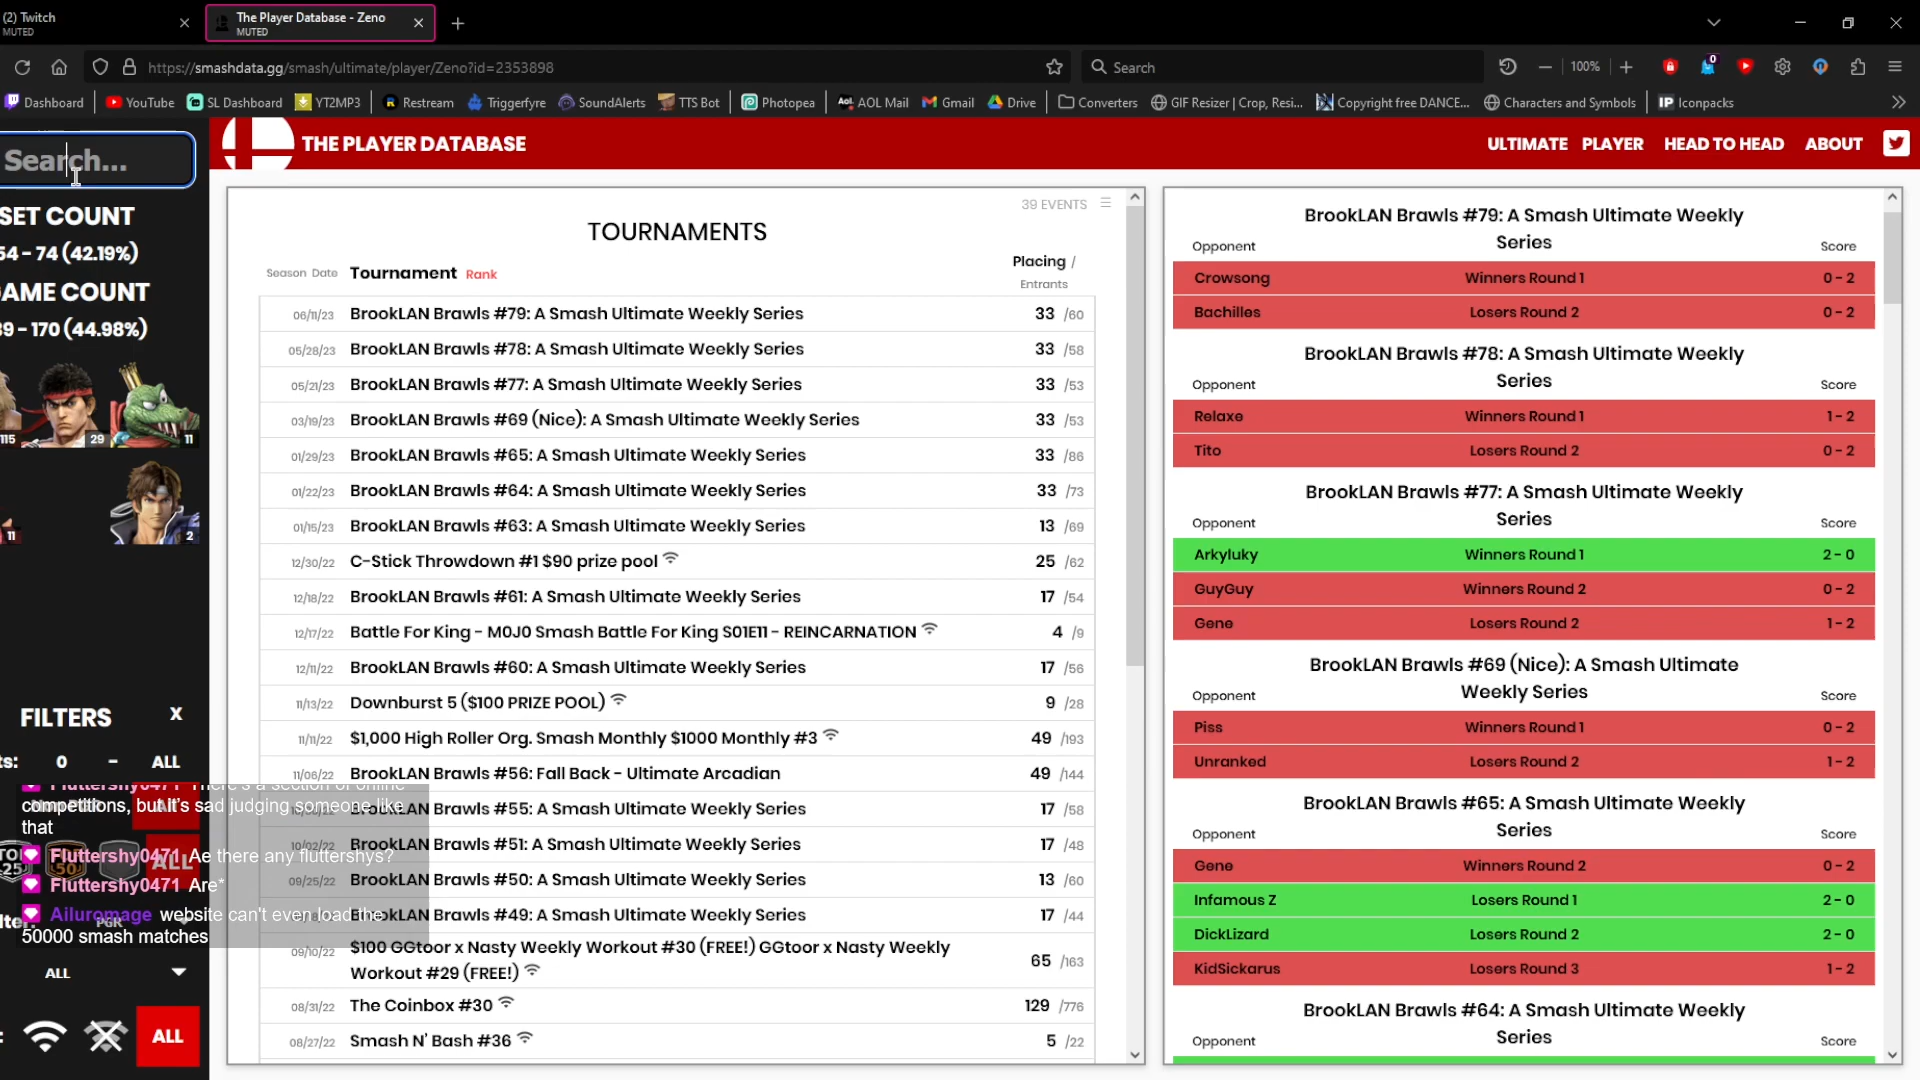 (2) Twitch
MUTED
The Player Database - Zeno
MUTED
https://smashdata.gg/smash/ultimate/player/Zeno?id=2353898
Search
100%
0
Dashboard
YouTube
SL Dashboard
YT2MP3
Restream
Triggerfyre
SoundAlerts
TTS Bot
Photopea
Aol. AOL Mail
Gmail
Drive
Converters
GIF Resizer | Crop, Resi...
Copyright free DANCE...
Characters and Symbols
IP Iconpacks
THE PLAYER DATABASE
ULTIMATE PLAYER HEAD TO HEAD ABOUT
Search...
SET COUNT
54 - 74 (42.19%)
AME COUNT
39 - 170 (44.98%)
115
29
11
11
2
FILTERS X
ts: 0 - ALL
ALL
ALL
PGR
ALL
ALL
Fluttershy0471 There's a section of online
competitions, but it's sad judging someone like
that
Fluttershy0471 Ae there any fluttershys?
Fluttershy0471 Are*
Ailuromage website can't even load the
50000 smash matches
39 EVENTS
TOURNAMENTS
Season Date Tournament Rank Placing /
Entrants
06/11/23 BrookLAN Brawls #79: A Smash Ultimate Weekly Series 33 /60
05/28/23 BrookLAN Brawls #78: A Smash Ultimate Weekly Series 33 /58
05/21/23 BrookLAN Brawls #77: A Smash Ultimate Weekly Series 33 /53
03/19/23 BrookLAN Brawls #69 (Nice): A Smash Ultimate Weekly Series 33 /53
01/29/23 BrookLAN Brawls #65: A Smash Ultimate Weekly Series 33 /86
01/22/23 BrookLAN Brawls #64: A Smash Ultimate Weekly Series 33 /73
01/15/23 BrookLAN Brawls #63: A Smash Ultimate Weekly Series 13 /69
12/30/22 C-Stick Throwdown #1 $90 prize pool 25 /62
12/18/22 BrookLAN Brawls #61: A Smash Ultimate Weekly Series 17 /54
12/17/22 Battle For King - M0J0 Smash Battle For King S01E11 - REINCARNATION 4 /9
12/11/22 BrookLAN Brawls #60: A Smash Ultimate Weekly Series 17 /56
11/13/22 Downburst 5 ($100 PRIZE POOL) 9 /28
11/11/22 $1,000 High Roller Org. Smash Monthly $1000 Monthly #3 49 /193
11/06/22 BrookLAN Brawls #56: Fall Back - Ultimate Arcadian 49 /144
BrookLAN Brawls #55: A Smash Ultimate Weekly Series 17 /58
10/02/22 BrookLAN Brawls #51: A Smash Ultimate Weekly Series 17 /48
09/25/22 BrookLAN Brawls #50: A Smash Ultimate Weekly Series 13 /60
BrookLAN Brawls #49: A Smash Ultimate Weekly Series 17 /44
09/10/22 $100 GGtoor x Nasty Weekly Workout #30 (FREE!) GGtoor x Nasty Weekly
Workout #29 (FREE!) 65 /163
08/31/22 The Coinbox #30 129 /776
08/27/22 Smash N' Bash #36 5 /22
BrookLAN Brawls #79: A Smash Ultimate Weekly
Series
Opponent Score
Crowsong Winners Round 1 0 - 2
Bachilles Losers Round 2 0 - 2
BrookLAN Brawls #78: A Smash Ultimate Weekly
Series
Opponent Score
Relaxe Winners Round 1 1 - 2
Tito Losers Round 2 0 - 2
BrookLAN Brawls #77: A Smash Ultimate Weekly
Series
Opponent Score
Arkyluky Winners Round 1 2 - 0
GuyGuy Winners Round 2 0 - 2
Gene Losers Round 2 1 - 2
BrookLAN Brawls #69 (Nice): A Smash Ultimate
Weekly Series
Opponent Score
Piss Winners Round 1 0 - 2
Unranked Losers Round 2 1 - 2
BrookLAN Brawls #65: A Smash Ultimate Weekly
Series
Opponent Score
Gene Winners Round 2 0 - 2
Infamous Z Losers Round 1 2 - 0
DickLizard Losers Round 2 2 - 0
KidSickarus Losers Round 3 1 - 2
BrookLAN Brawls #64: A Smash Ultimate Weekly
Series
Opponent Score